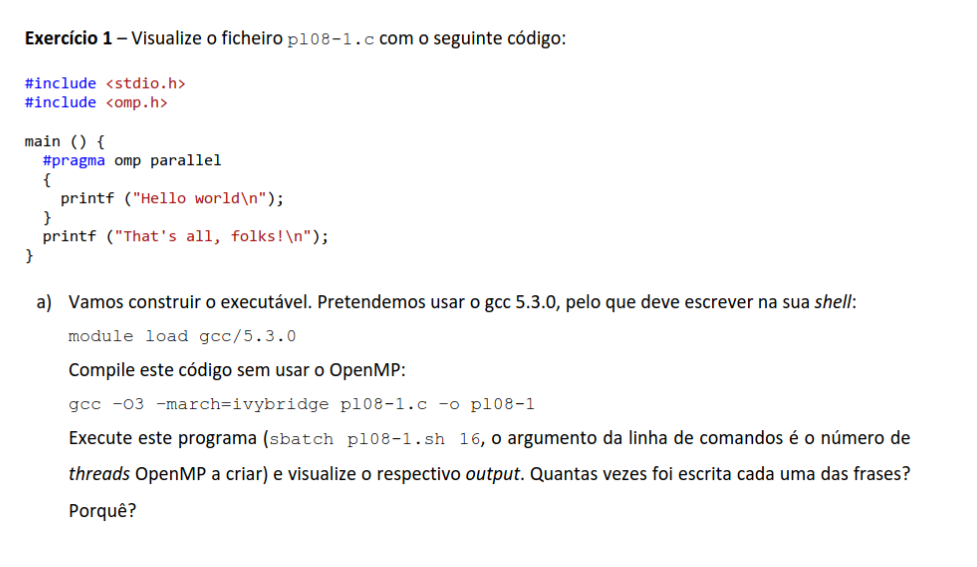 Exercício 1 – Visualize o ficheiro pl08-1.c com o seguinte código:
#include <stdio.h>
#include <omp.h>
main () {
#pragma omp parallel
{
printf ("Hello world\n");
}
printf ("That's all, folks!\n");
}
a) Vamos construir o executável. Pretendemos usar o gcc 5.3.0, pelo que deve escrever na sua shell:
module load gcc/5.3.0
Compile este código sem usar o OpenMP:
gcc -O3 -march=ivybridge pl08-1.c -o pl08-1
Execute este programa (sbatch pl08-1.sh 16, o argumento da linha de comandos é o número de
threads OpenMP a criar) e visualize o respectivo output. Quantas vezes foi escrita cada uma das frases?
Porquê?